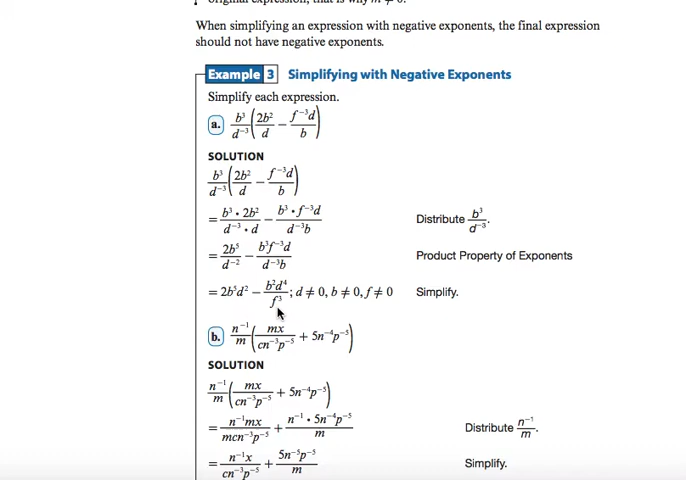 original expression, that is why m ≠ 0.
When simplifying an expression with negative exponents, the final expression
should not have negative exponents.
Example 3 Simplifying with Negative Exponents
Simplify each expression.
a. b³/d⁻³ (2b²/d − f⁻³d/b)
SOLUTION
b³/d⁻³ (2b²/d − f⁻³d/b)
= b³ · 2b²/d⁻³ · d − b³ · f⁻³d/d⁻³b Distribute b³/d⁻³.
= 2b⁵/d⁻² − b³f⁻³d/d⁻³b Product Property of Exponents
= 2b⁵d² − b²d⁴/f³; d ≠ 0, b ≠ 0, f ≠ 0 Simplify.
b. n⁻¹/m (mx/cn⁻³p⁻⁵ + 5n⁻⁴p⁻⁵)
SOLUTION
n⁻¹/m (mx/cn⁻³p⁻⁵ + 5n⁻⁴p⁻⁵)
= n⁻¹mx/mcn⁻³p⁻⁵ + n⁻¹ · 5n⁻⁴p⁻⁵/m Distribute n⁻¹/m.
= n⁻¹x/cn⁻³p⁻⁵ + 5n⁻⁵p⁻⁵/m Simplify.